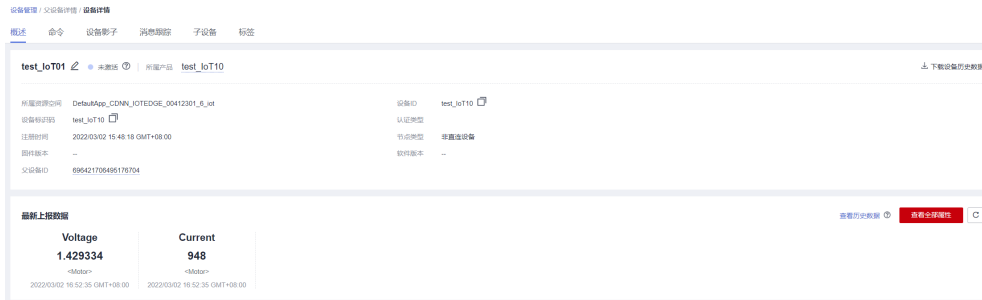 设备管理 / 父设备详情 / 设备详情
概述 命令 设备影子 消息跟踪 子设备 标签
test_IoT01 未激活 所属产品 test_IoT10 下载设备历史数据
所属资源空间 DefaultApp_CDNN_IOTEDGE_00412301_6_iot 设备ID test_IoT10
设备标识码 test_IoT10 认证类型
注册时间 2022/03/02 15:48:18 GMT+08:00 节点类型 非直连设备
固件版本 -- 软件版本 --
父设备ID 696421706495176704
最新上报数据 查看历史数据 查看全部属性
Voltage Current
1.429334 948
<Motor> <Motor>
2022/03/02 16:52:35 GMT+08:00 2022/03/02 16:52:35 GMT+08:00